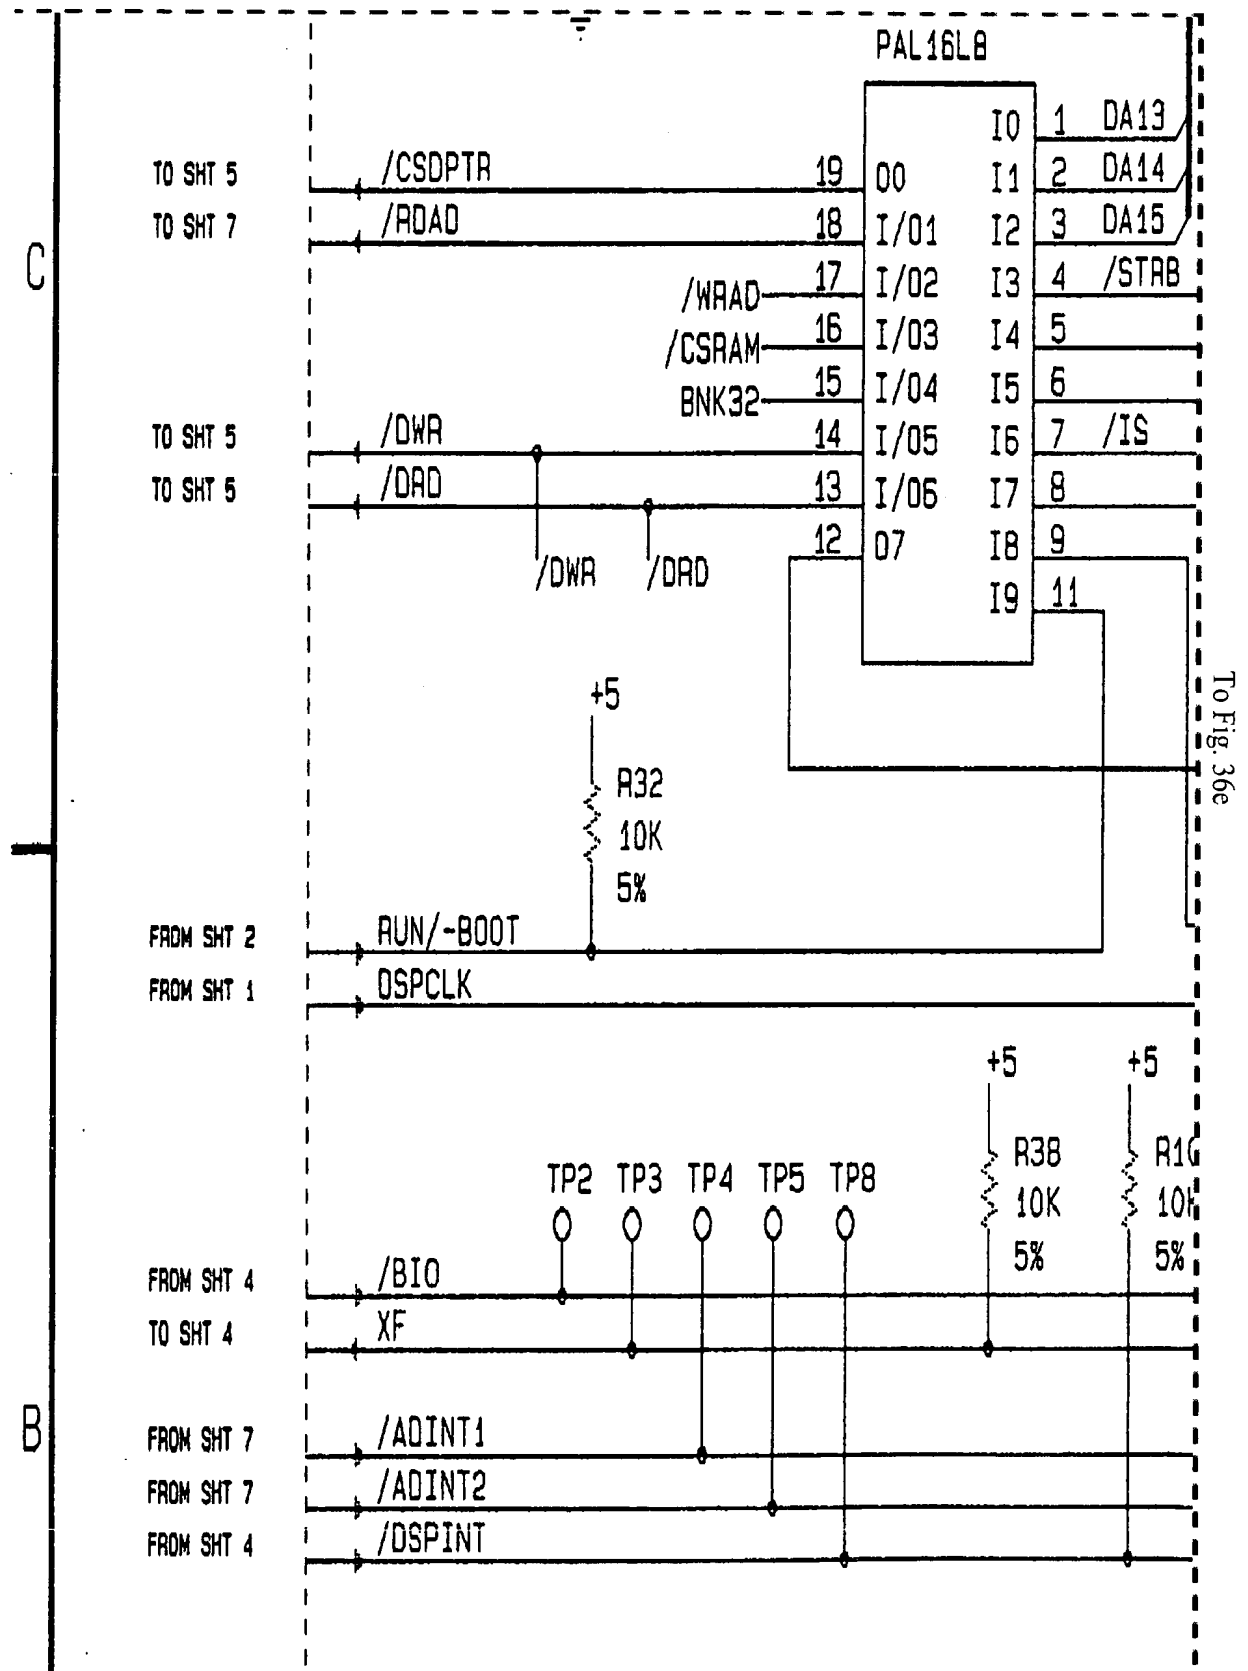 PAL16L8
I0 1 DA13
TO SHT 5 /CSDPTR 19 O0 I1 2 DA14
TO SHT 7 /RDAD 18 I/O1 I2 3 DA15
C
/WRAD 17 I/O2 I3 4 /STRB
/CSRAM 16 I/O3 I4 5
BNK32 15 I/O4 I5 6
TO SHT 5 /DWR 14 I/O5 I6 7 /IS
TO SHT 5 /DRD 13 I/O6 I7 8
12 O7 I8 9
/DWR /DRD
I9 11
To Fig. 36e
+5
R32
10K
5%
FROM SHT 2 RUN/-BOOT
FROM SHT 1 DSPCLK
+5 +5
R38
TP2 TP3 TP4 TP5 TP8
10K
5% 5%
FROM SHT 4 /BIO
TO SHT 4 XF
B
FROM SHT 7 /ADINT1
FROM SHT 7 /ADINT2
FROM SHT 4 /DSPINT